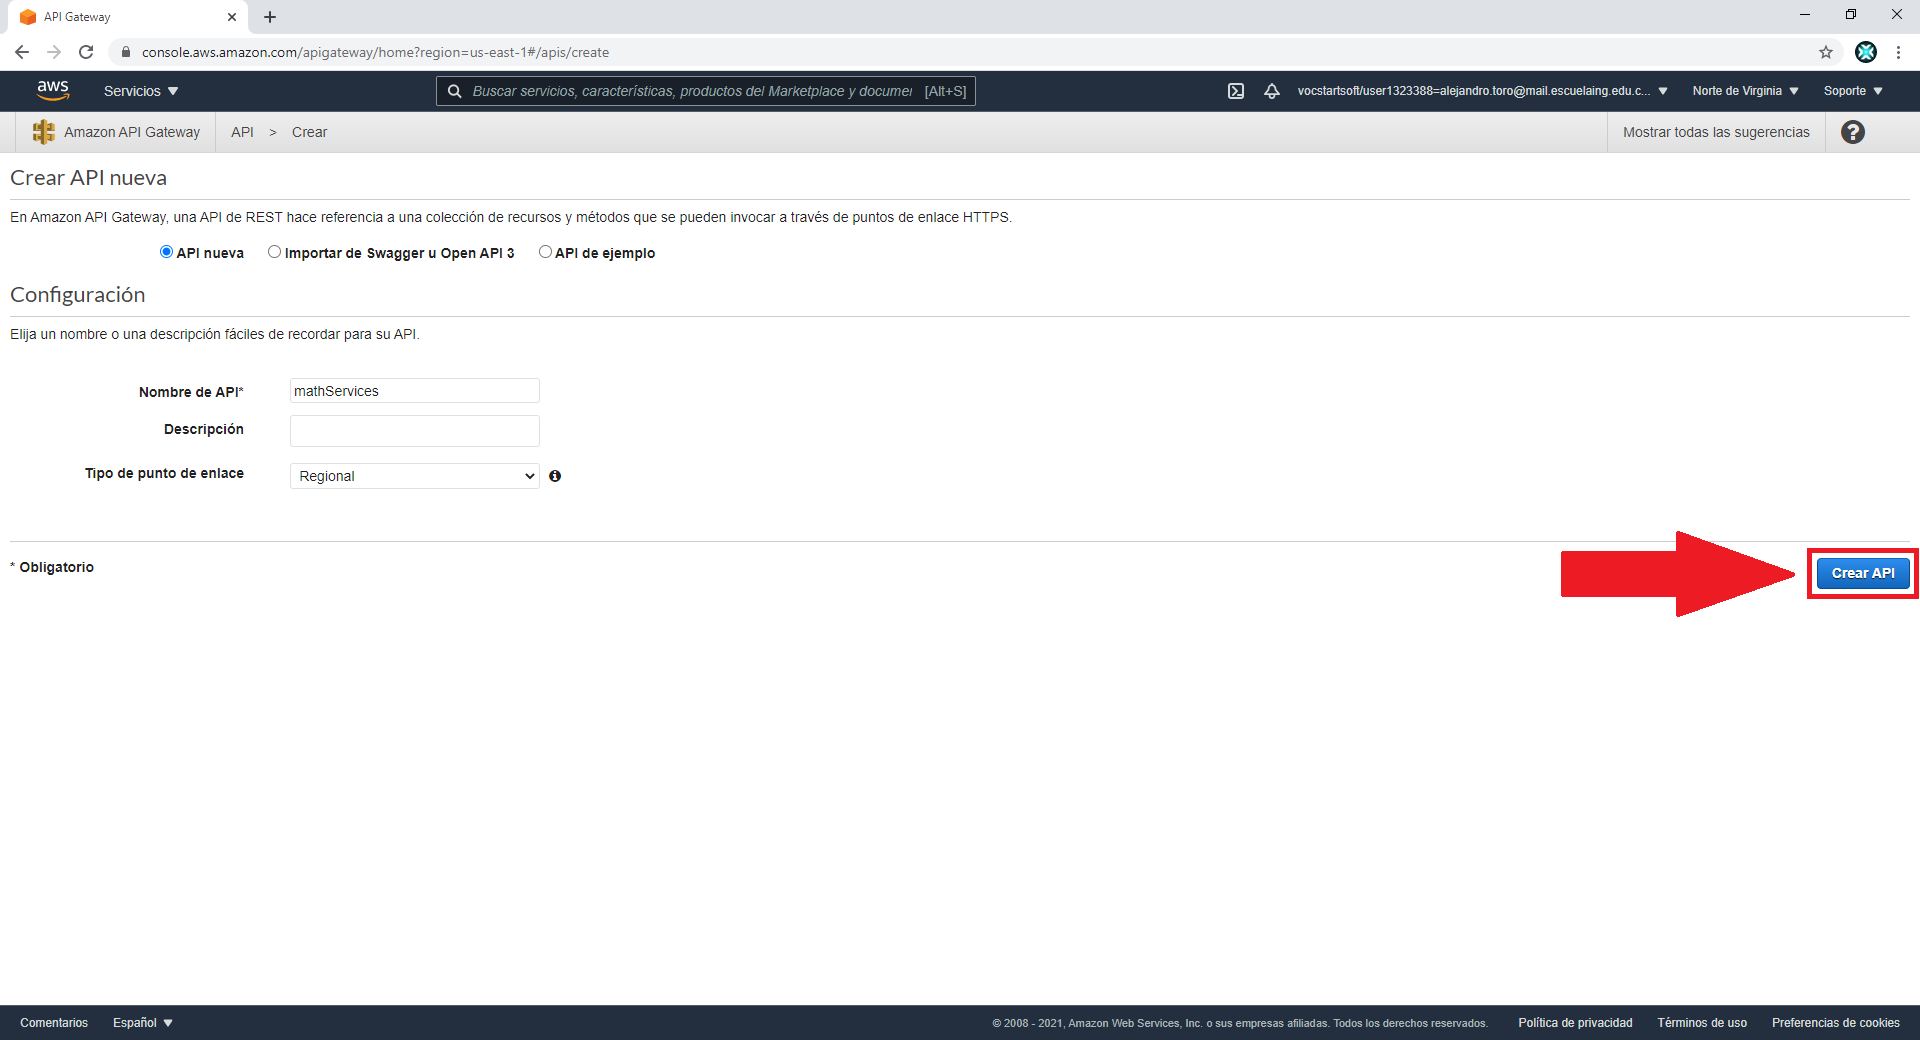 API Gateway
console.aws.amazon.com/apigateway/home?region=us-east-1#/apis/create
aws Servicios Buscar servicios, características, productos del Marketplace y documer [Alt+S] vocstartsoft/user1323388=alejandro.toro@mail.escuelaing.edu.c... Norte de Virginia Soporte
Amazon API Gateway API > Crear Mostrar todas las sugerencias ?
Crear API nueva
En Amazon API Gateway, una API de REST hace referencia a una colección de recursos y métodos que se pueden invocar a través de puntos de enlace HTTPS.
API nueva Importar de Swagger u Open API 3 API de ejemplo
Configuración
Elija un nombre o una descripción fáciles de recordar para su API.
Nombre de API* mathServices
Descripción
Tipo de punto de enlace Regional
* Obligatorio Crear API
Comentarios Español © 2008 - 2021, Amazon Web Services, Inc. o sus empresas afiliadas. Todos los derechos reservados. Política de privacidad Términos de uso Preferencias de cookies